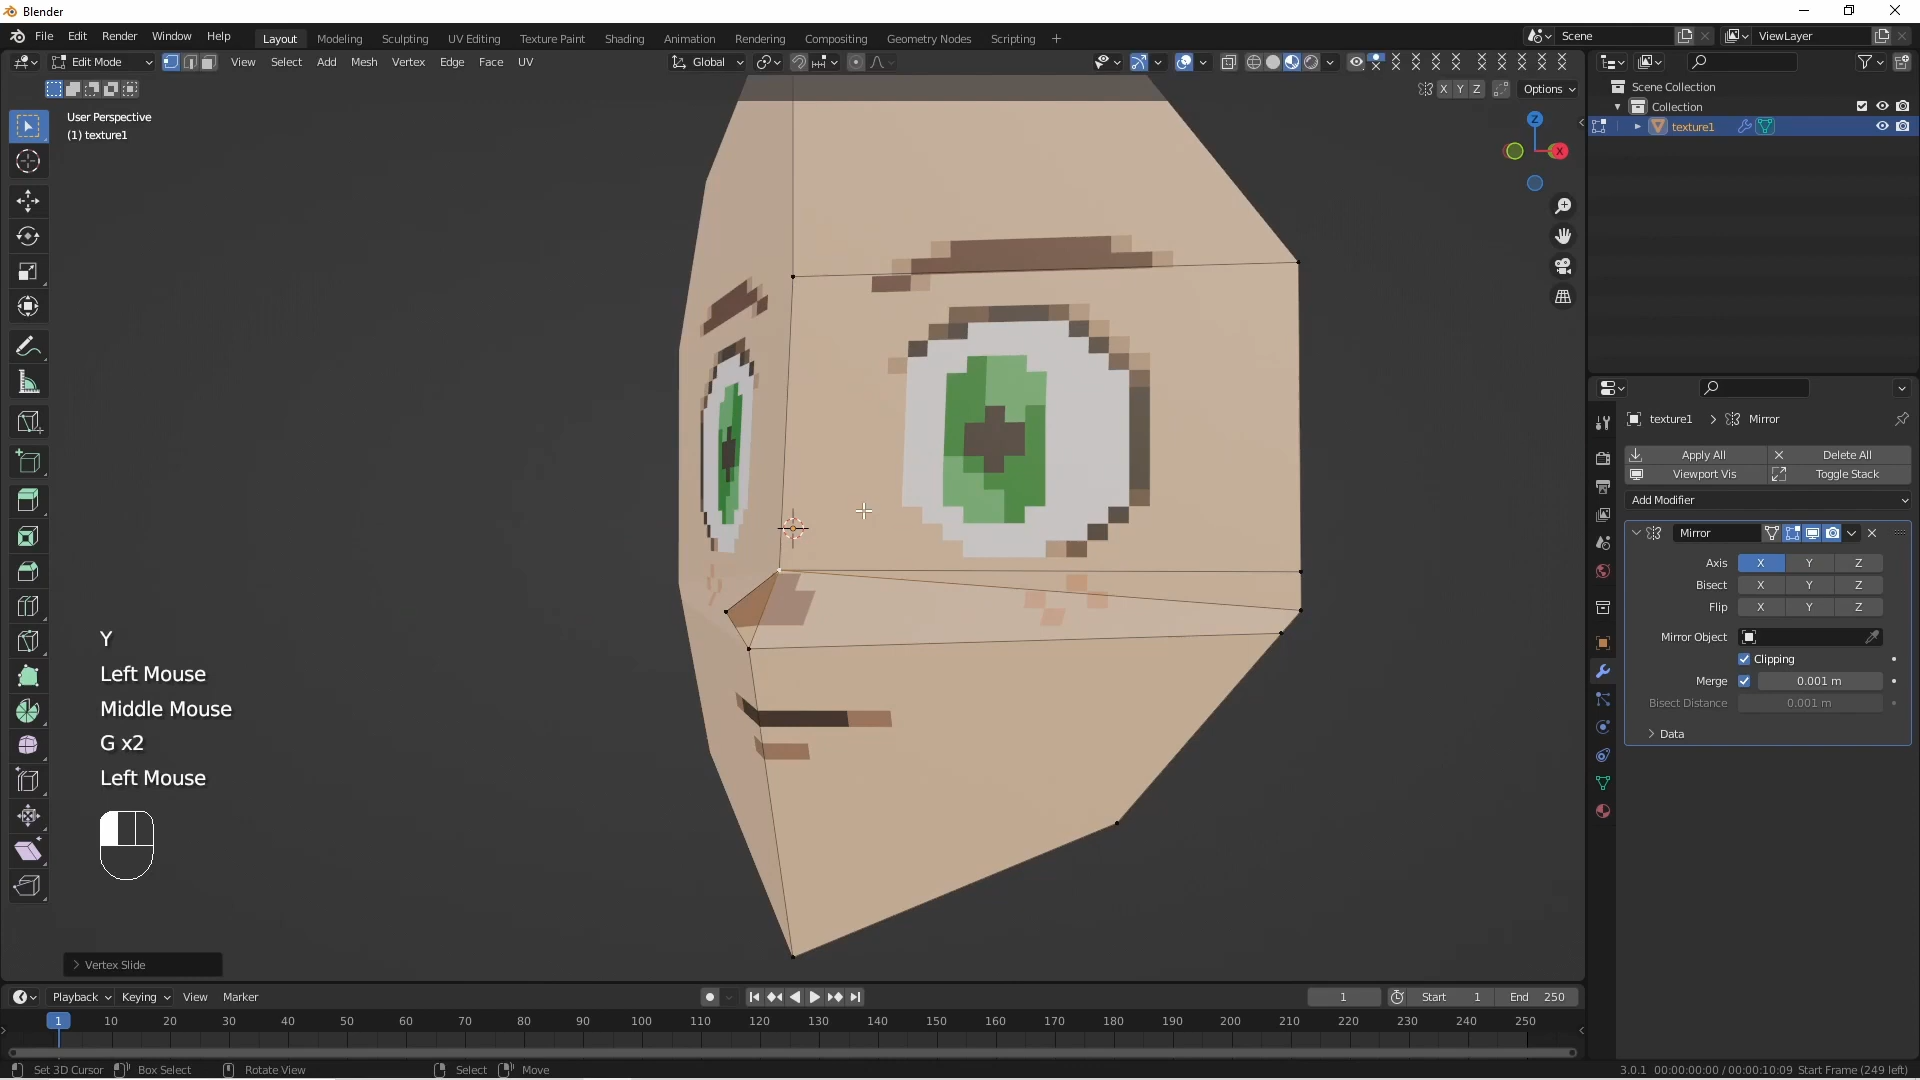 Blender
File Edit Render Window Help
Layout Modeling Sculpting UV Editing Texture Paint Shading Animation Rendering Compositing Geometry Nodes Scripting +
Scene
ViewLayer
Edit Mode
View Select Add Mesh Vertex Edge Face UV
Global
X Y Z
Options
User Perspective
(1) texture1
Z
X
Scene Collection
Collection
texture1
texture1 > Mirror
Apply All
Delete All
Viewport Vis
Toggle Stack
Add Modifier
Mirror
Axis X Y Z
Bisect X Y Z
Flip X Y Z
Mirror Object
Clipping
Merge 0.001 m
Bisect Distance 0.001 m
Data
Y
Left Mouse
Middle Mouse
G x2
Left Mouse
Vertex Slide
Playback Keying View Marker
1
Start 1
End 250
1 10 20 30 40 50 60 70 80 90 100 110 120 130 140 150 160 170 180 190 200 210 220 230 240 250
Set 3D Cursor Box Select Rotate View Select Move
3.0.1 00:00:00:00 / 00:00:10:09 Start Frame (249 left)